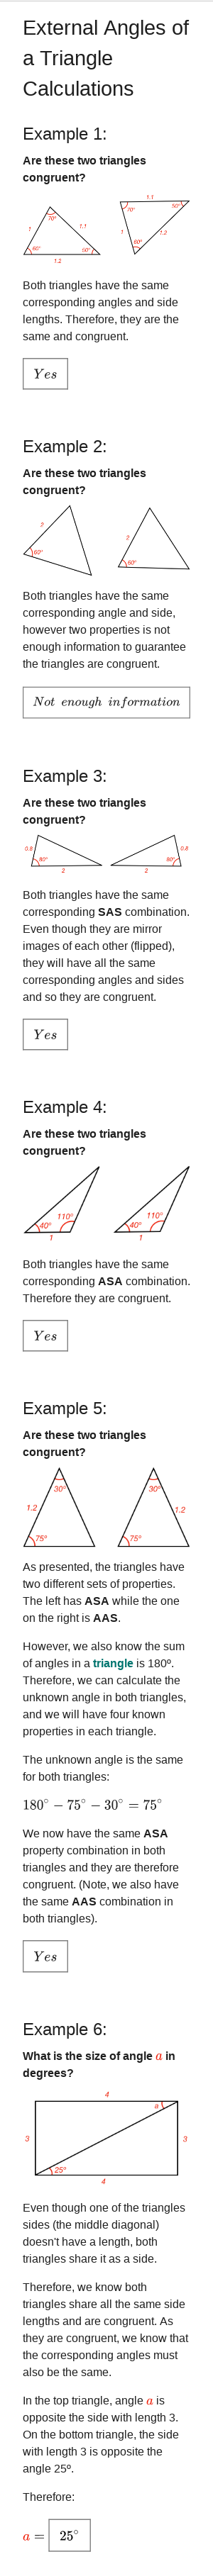 External Angles of
a Triangle
Calculations
Example 1:
Are these two triangles
congruent?
1.1
70°
50°
70°
1
1.1
1
1.2
60°
60°
50°
1.2
Both triangles have the same
corresponding angles and side
lengths. Therefore, they are the
same and congruent.
Yes
Example 2:
Are these two triangles
congruent?
2
2
60°
60°
Both triangles have the same
corresponding angle and side,
however two properties is not
enough information to guarantee
the triangles are congruent.
Not enough information
Example 3:
Are these two triangles
congruent?
0.8
0.8
80°
80°
2
2
Both triangles have the same
corresponding SAS combination.
Even though they are mirror
images of each other (flipped),
they will have all the same
corresponding angles and sides
and so they are congruent.
Yes
Example 4:
Are these two triangles
congruent?
110°
110°
40°
40°
1
1
Both triangles have the same
corresponding ASA combination.
Therefore they are congruent.
Yes
Example 5:
Are these two triangles
congruent?
30°
30°
1.2
1.2
75°
75°
As presented, the triangles have
two different sets of properties.
The left has ASA while the one
on the right is AAS.
However, we also know the sum
of angles in a triangle is 180º.
Therefore, we can calculate the
unknown angle in both triangles,
and we will have four known
properties in each triangle.
The unknown angle is the same
for both triangles:
180° − 75° − 30° = 75°
We now have the same ASA
property combination in both
triangles and they are therefore
congruent. (Note, we also have
the same AAS combination in
both triangles).
Yes
Example 6:
What is the size of angle a in
degrees?
4
a
3
3
25°
4
Even though one of the triangles
sides (the middle diagonal)
doesn't have a length, both
triangles share it as a side.
Therefore, we know both
triangles share all the same side
lengths and are congruent. As
they are congruent, we know that
the corresponding angles must
also be the same.
In the top triangle, angle a is
opposite the side with length 3.
On the bottom triangle, the side
with length 3 is opposite the
angle 25º.
Therefore:
a = 25°